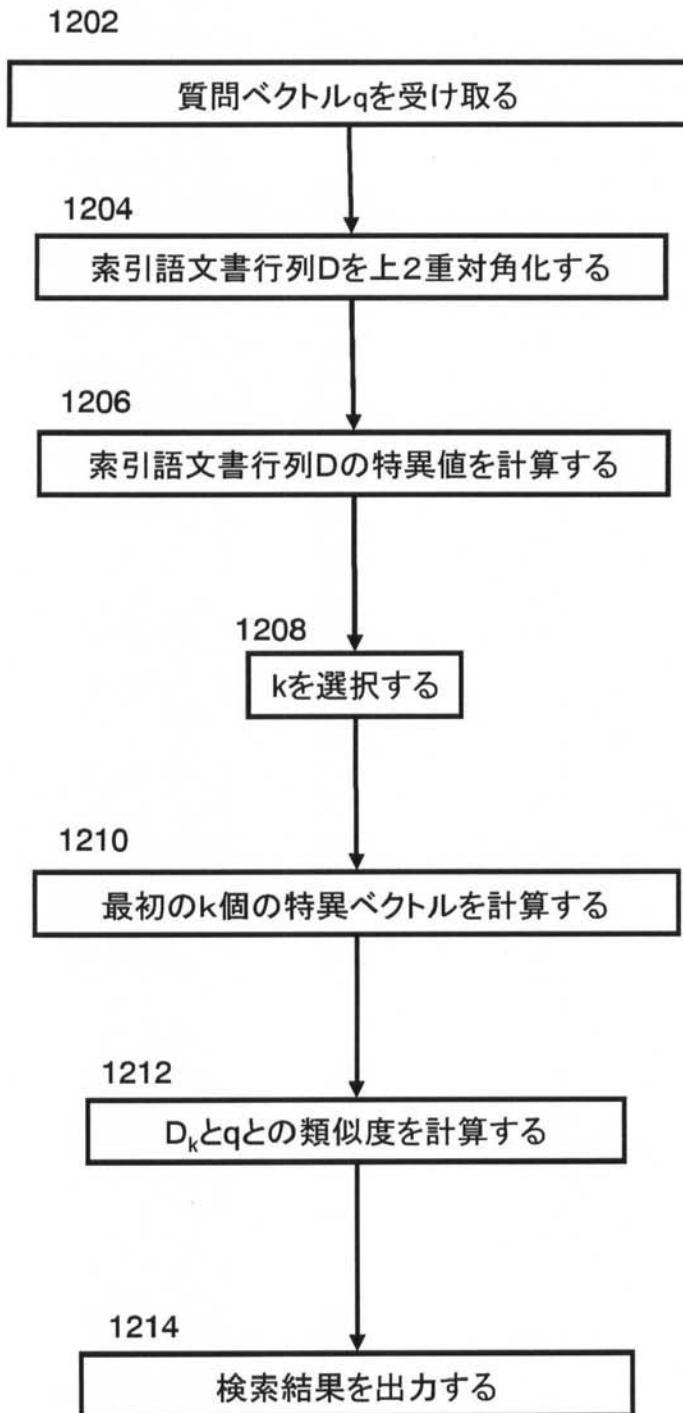 1202
質問ベクトルqを受け取る
1204
索引語文書行列Dを上2重対角化する
1206
索引語文書行列Dの特異値を計算する
1208
kを選択する
1210
最初のk個の特異ベクトルを計算する
1212
Dkとqとの類似度を計算する
1214
検索結果を出力する